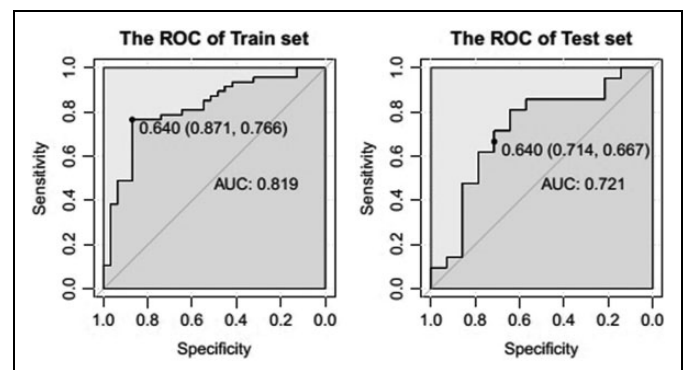 The ROC of Train set
1.0
0.8
0.6
0.4
0.2
0.0
Sensitivity
0.640 (0.871, 0.766)
AUC: 0.819
1.0 0.8 0.6 0.4 0.2 0.0
Specificity
The ROC of Test set
1.0
0.8
0.6
0.4
0.2
0.0
Sensitivity
0.640 (0.714, 0.667)
AUC: 0.721
1.0 0.8 0.6 0.4 0.2 0.0
Specificity